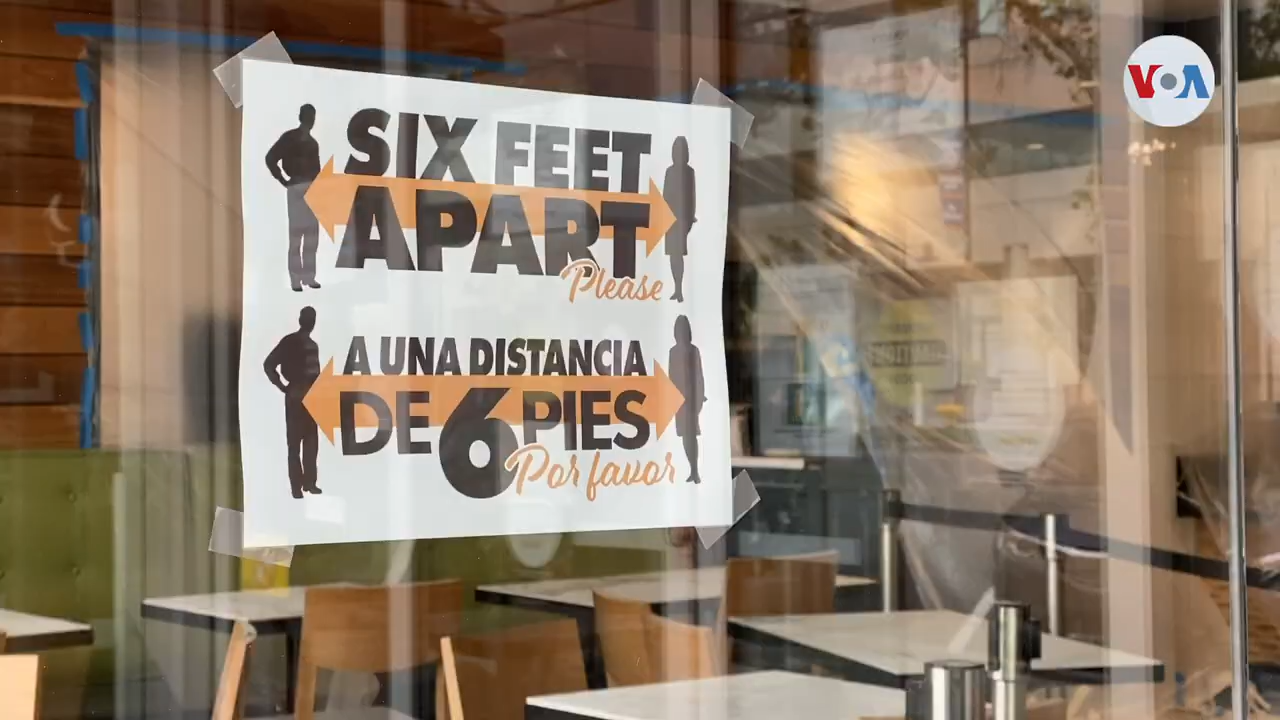 VOA
SIX FEET
APART
Please
A UNA DISTANCIA
DE 6 PIES
Por favor